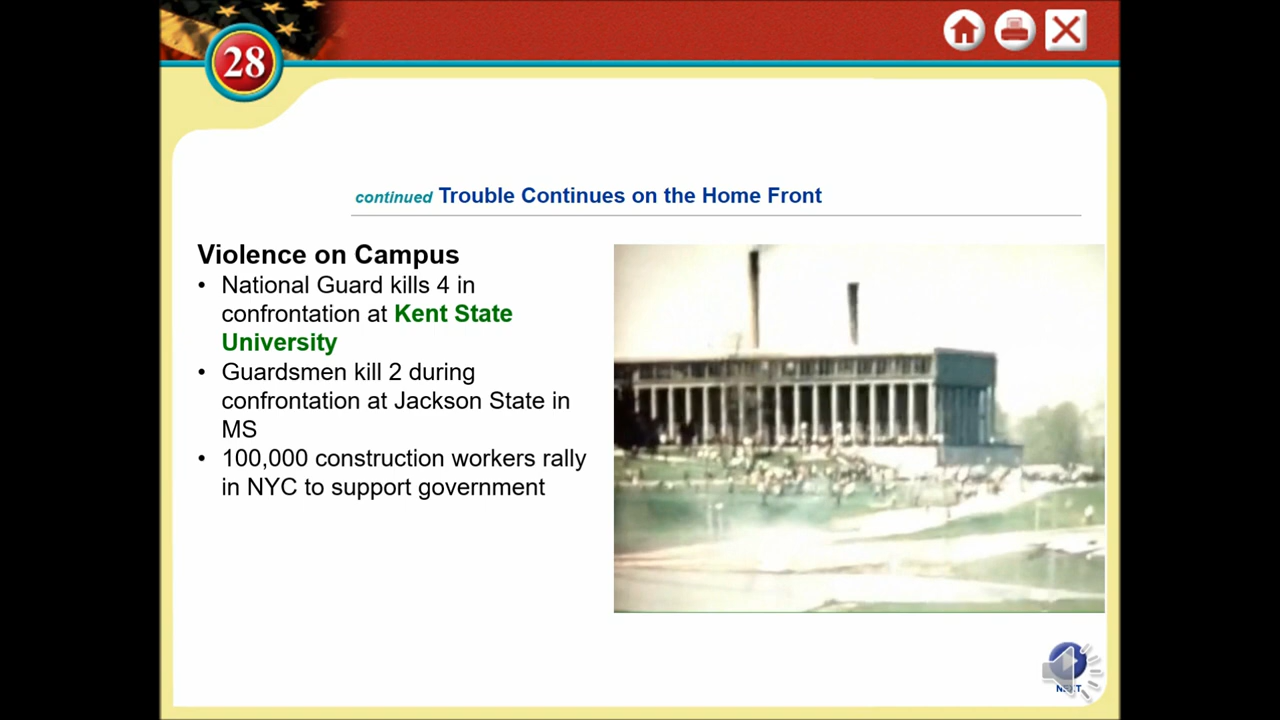 28
continued Trouble Continues on the Home Front
Violence on Campus
• National Guard kills 4 in
confrontation at Kent State
University
• Guardsmen kill 2 during
confrontation at Jackson State in
MS
• 100,000 construction workers rally
in NYC to support government